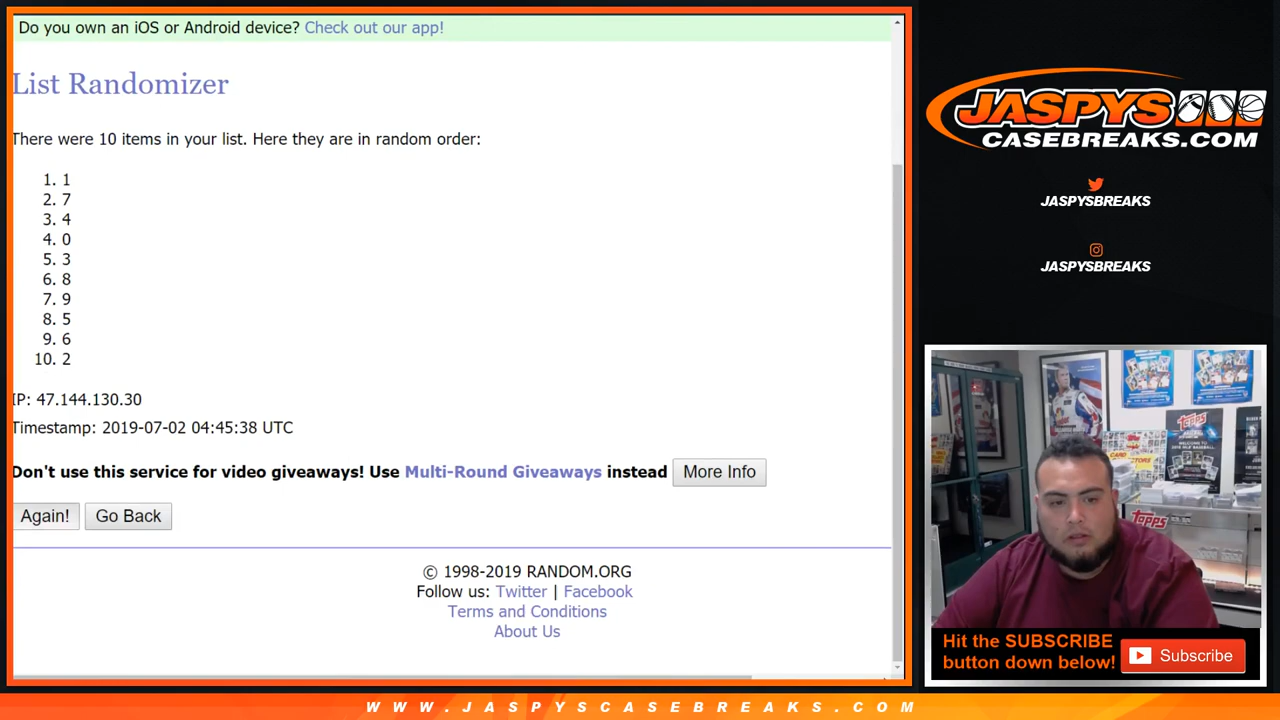 Do you own an iOS or Android device? Check out our app!
List Randomizer
There were 10 items in your list. Here they are in random order:
1. 1
2. 7
3. 4
4. 0
5. 3
6. 8
7. 9
8. 5
9. 6
10. 2
IP: 47.144.130.30
Timestamp: 2019-07-02 04:45:38 UTC
Don't use this service for video giveaways! Use Multi-Round Giveaways instead More Info
Again! Go Back
© 1998-2019 RANDOM.ORG
Follow us: Twitter | Facebook
Terms and Conditions
About Us
JASPYS
CASEBREAKS.COM
JASPYSBREAKS
JASPYSBREAKS
TOPPS
TOPPS
Hit the SUBSCRIBE
button down below!
Subscribe
WWW.JASPYSCASEBREAKS.COM